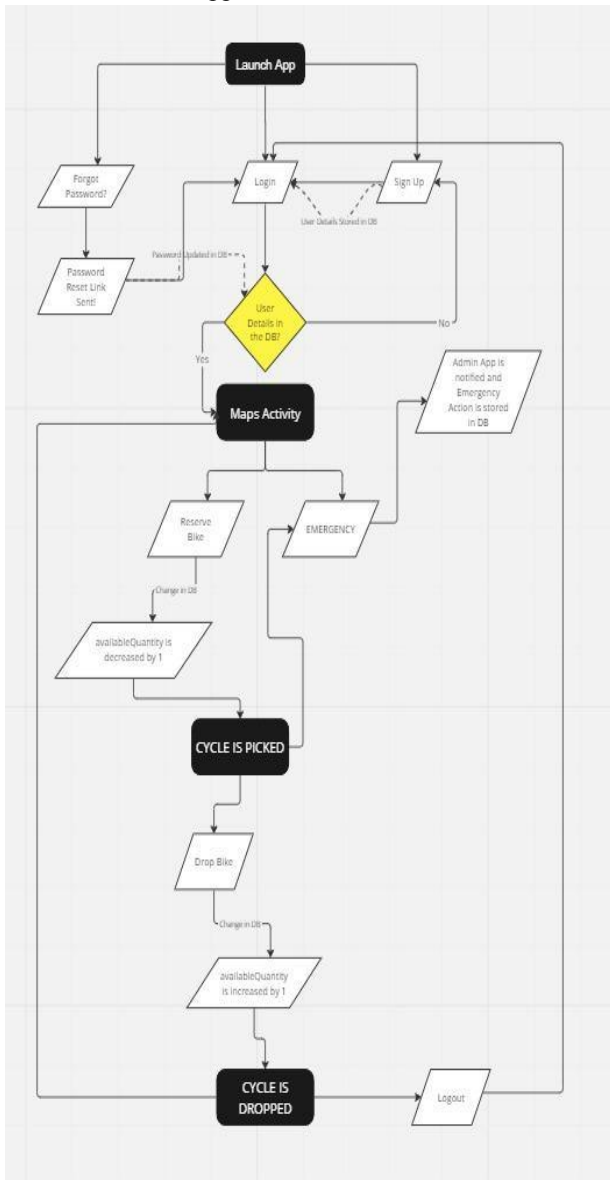 Launch App
Forgot
Password?
Login
Sign Up
User Details Stored in DB
Password Updated in DB
Password
Reset Link
Sent!
User
Details in
the DB?
No
Yes
Admin App is
notified and
Emergency
Action is stored
in DB
Maps Activity
Reserve
Bike
EMERGENCY
Change in DB
availableQuantity is
decreased by 1
CYCLE IS PICKED
Drop Bike
Change in DB
availableQuantity
is increased by 1
CYCLE IS
DROPPED
Logout